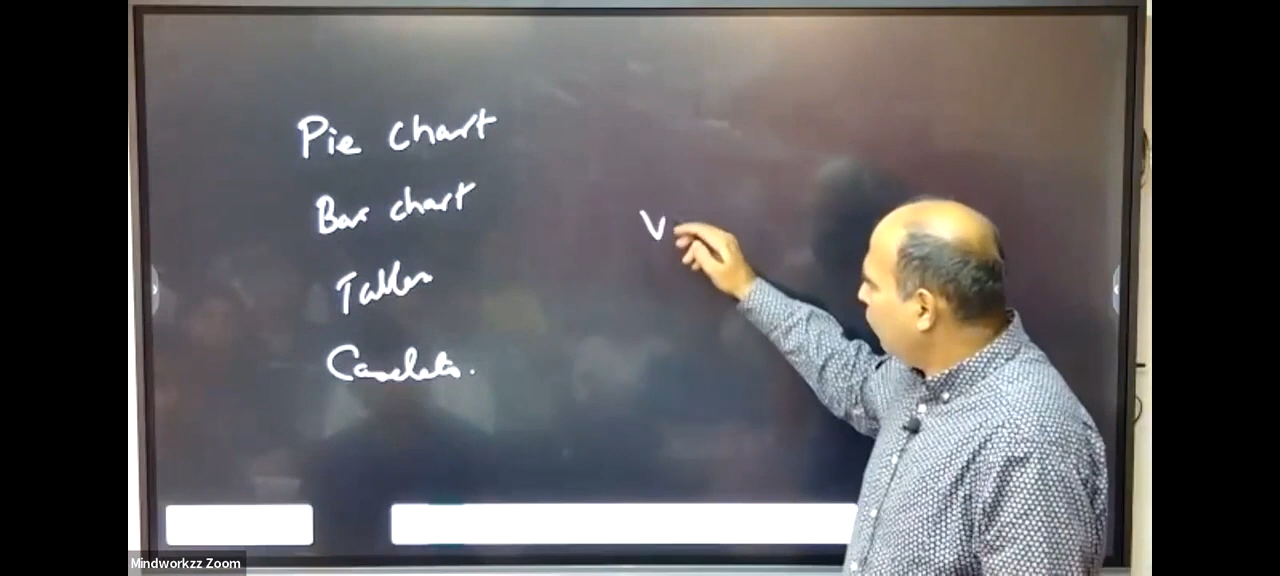 Pie chart
Bar chart
Tables
Caselets.
V
Mindworkzz Zoom